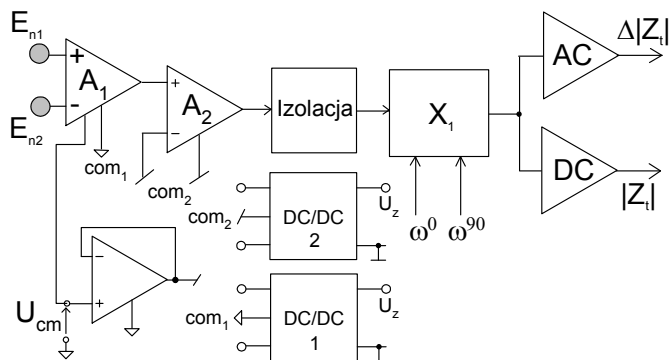 E_n1
E_n2
+
-
A_1
com_1
+
-
A_2
com_2
Izolacja
X_1
ω^0
ω^90
AC
Δ|Z_t|
DC
|Z_t|
com_2
DC/DC
2
U_z
com_1
DC/DC
1
U_z
-
+
U_cm